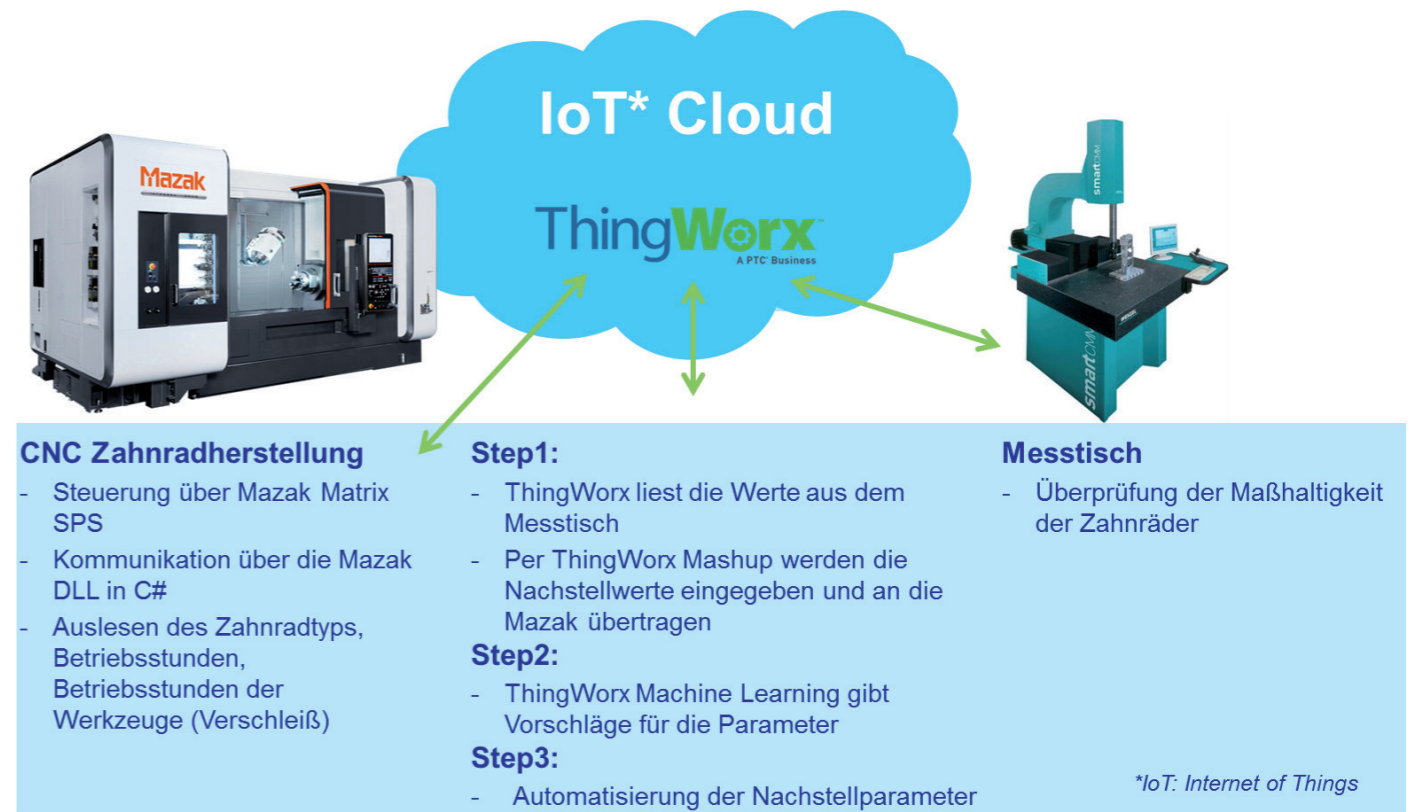 IoT* Cloud
Mazak
ThingWorx
A PTC Business
smartCMM
smartCMM
CNC Zahnradherstellung
- Steuerung über Mazak Matrix
SPS
- Kommunikation über die Mazak
DLL in C#
- Auslesen des Zahnradtyps,
Betriebsstunden,
Betriebsstunden der
Werkzeuge (Verschleiß)
Step1:
- ThingWorx liest die Werte aus dem
Messtisch
- Per ThingWorx Mashup werden die
Nachstellwerte eingegeben und an die
Mazak übertragen
Step2:
- ThingWorx Machine Learning gibt
Vorschläge für die Parameter
Step3:
- Automatisierung der Nachstellparameter
Messtisch
- Überprüfung der Maßhaltigkeit
der Zahnräder
*IoT: Internet of Things